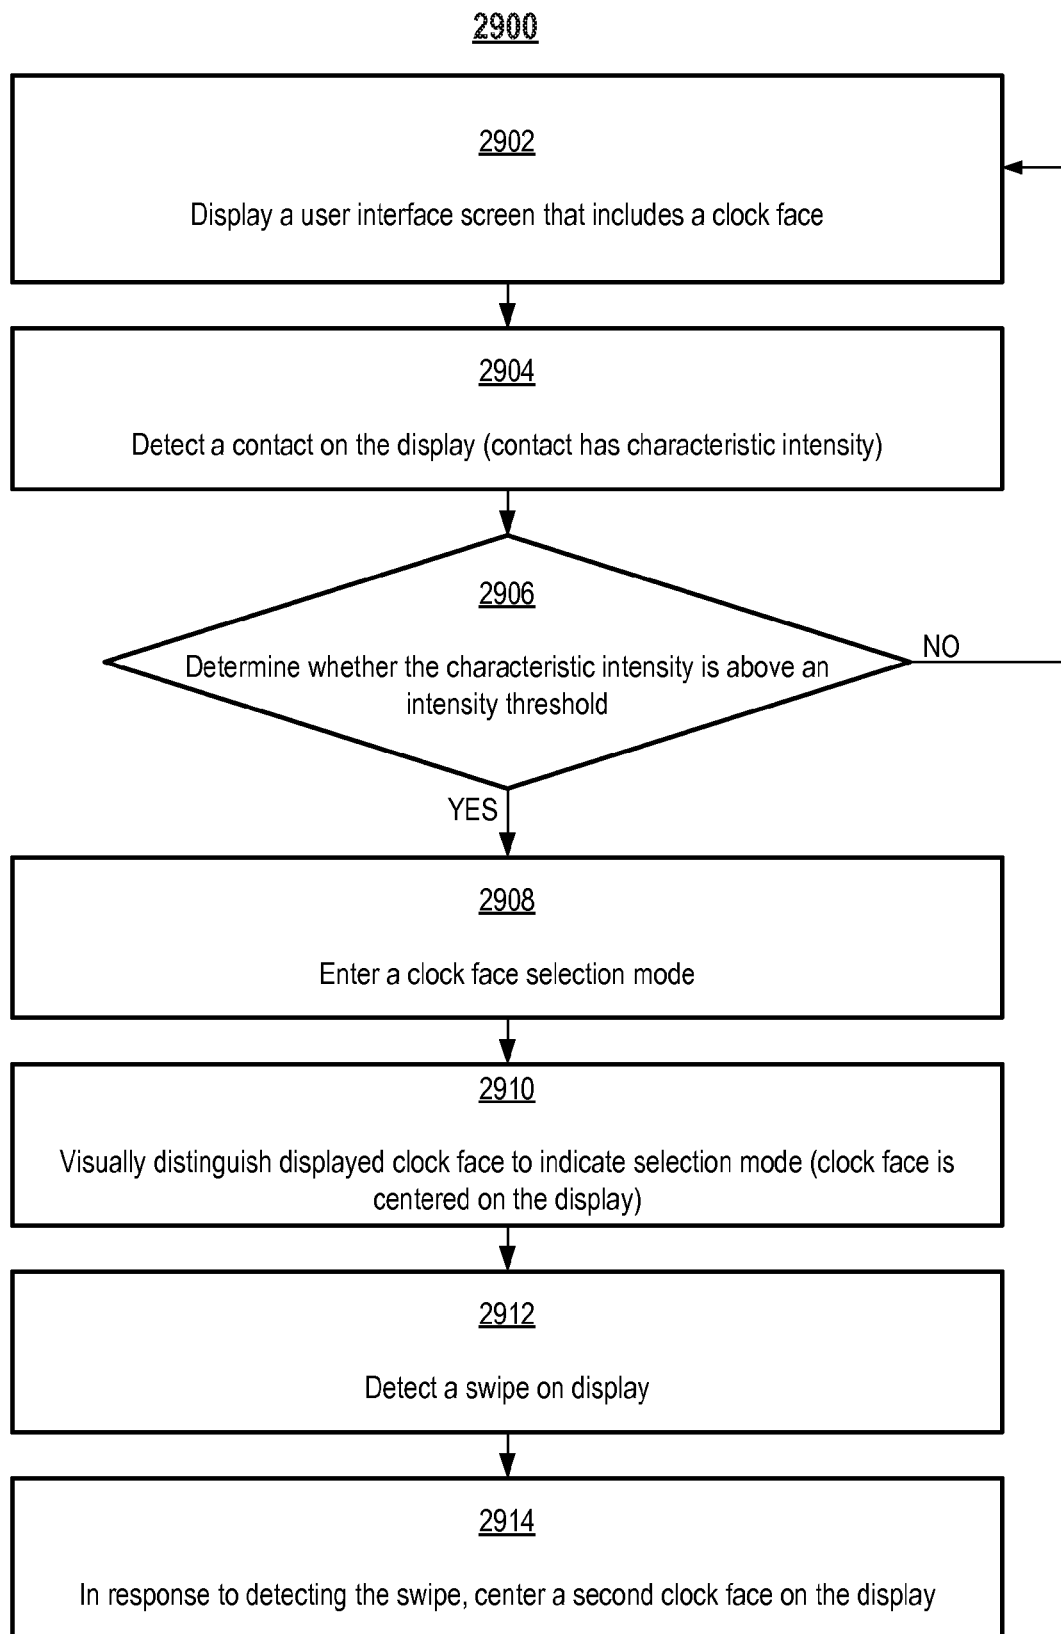 2900
2902
Display a user interface screen that includes a clock face
2904
Detect a contact on the display (contact has characteristic intensity)
2906
Determine whether the characteristic intensity is above an
intensity threshold
NO
YES
2908
Enter a clock face selection mode
2910
Visually distinguish displayed clock face to indicate selection mode (clock face is
centered on the display)
2912
Detect a swipe on display
2914
In response to detecting the swipe, center a second clock face on the display